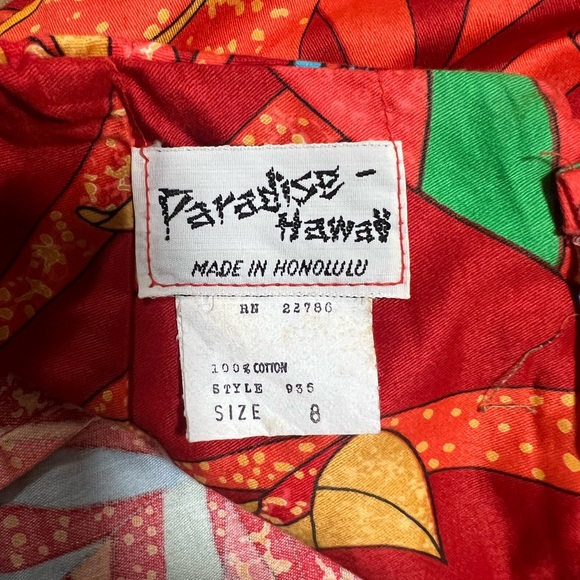 Paradise -
Hawaii
MADE IN HONOLULU
RN 22786
100% COTTON
STYLE 935
SIZE 8